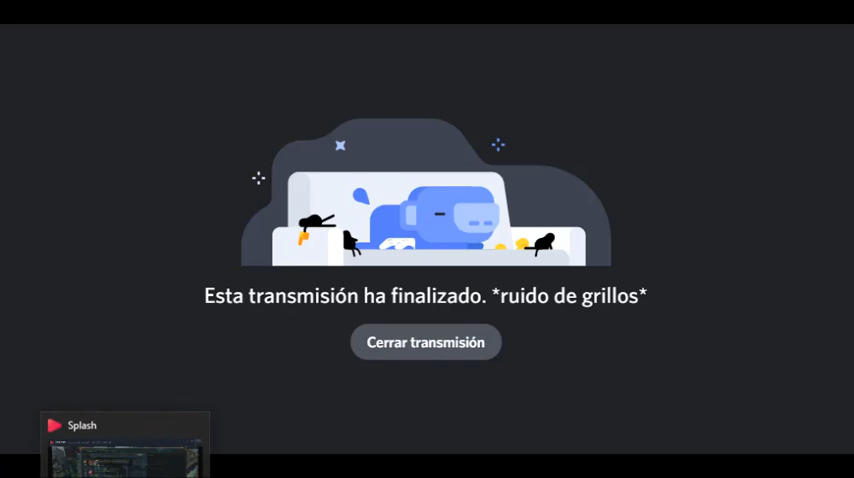 Esta transmisión ha finalizado. *ruido de grillos*
Cerrar transmisión
Splash